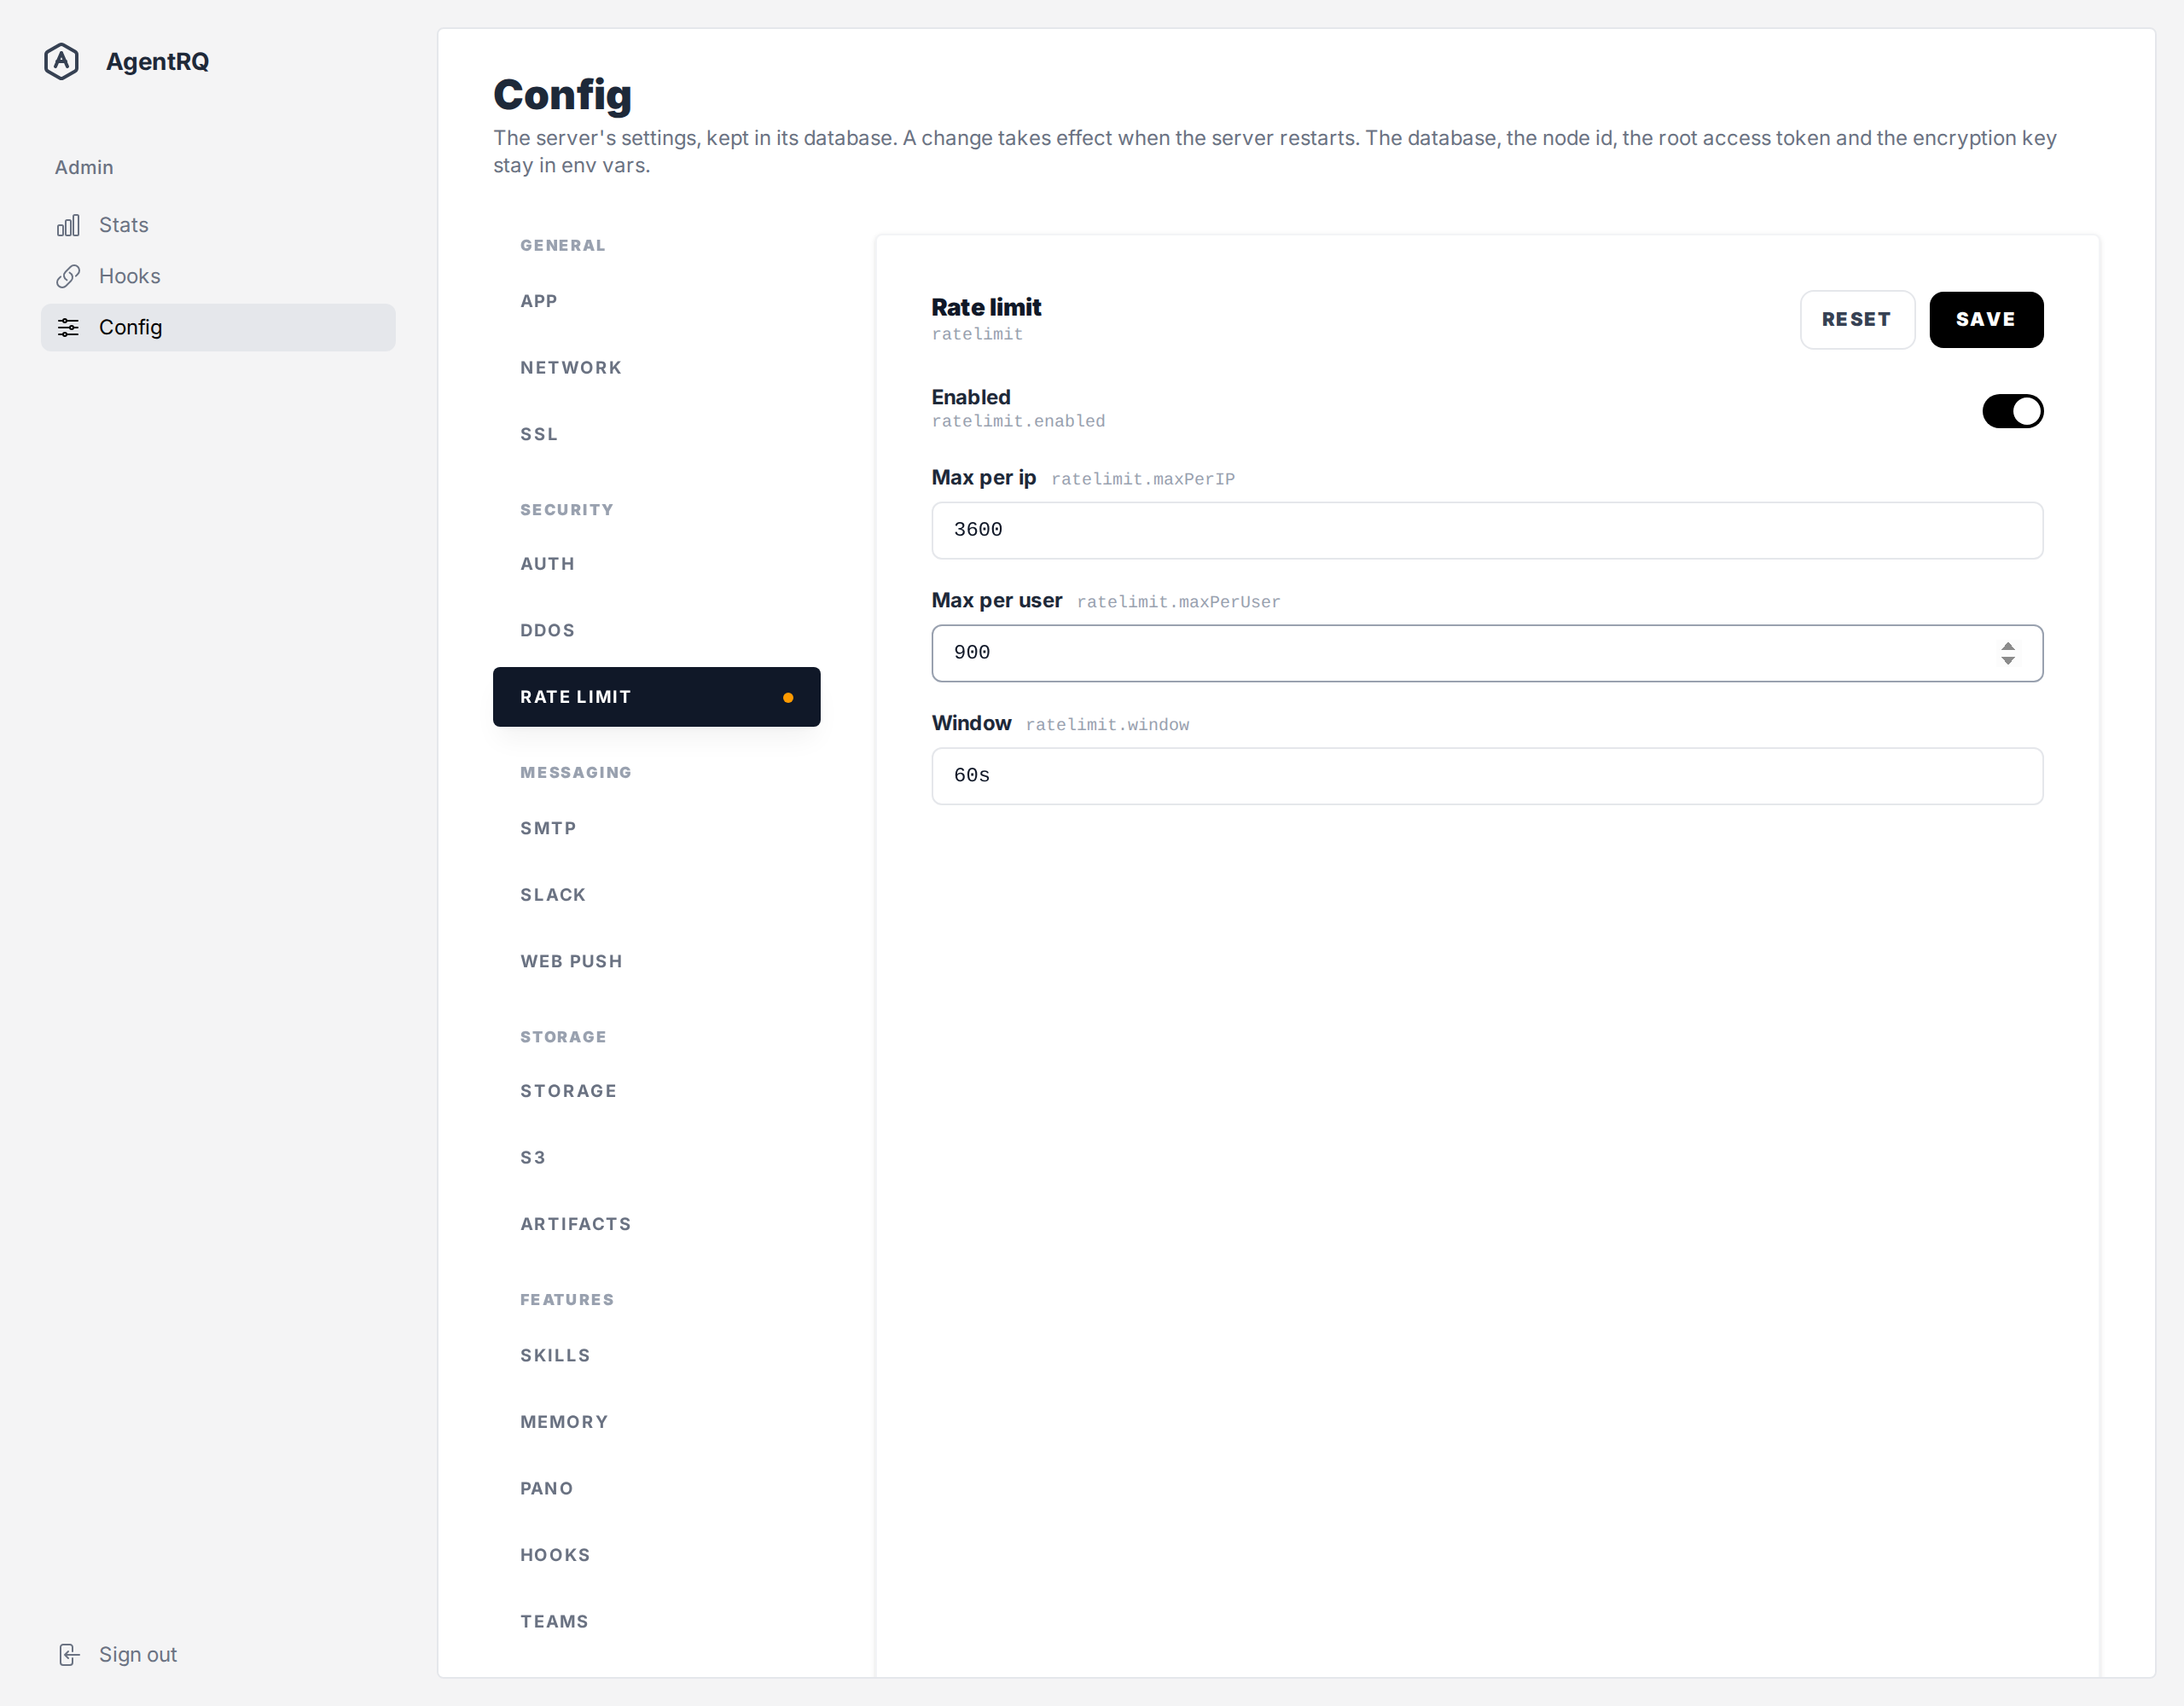 AgentRQ
Admin
Stats
Hooks
Config
Sign out
Config
The server's settings, kept in its database. A change takes effect when the server restarts. The database, the node id, the root access token and the encryption key
stay in env vars.
GENERAL
APP
NETWORK
SSL
SECURITY
AUTH
DDOS
RATE LIMIT
MESSAGING
SMTP
SLACK
WEB PUSH
STORAGE
STORAGE
S3
ARTIFACTS
FEATURES
SKILLS
MEMORY
PANO
HOOKS
TEAMS
Rate limit
ratelimit
RESET
SAVE
Enabled
ratelimit.enabled
Max per ip ratelimit.maxPerIP
3600
Max per user ratelimit.maxPerUser
900
Window ratelimit.window
60s